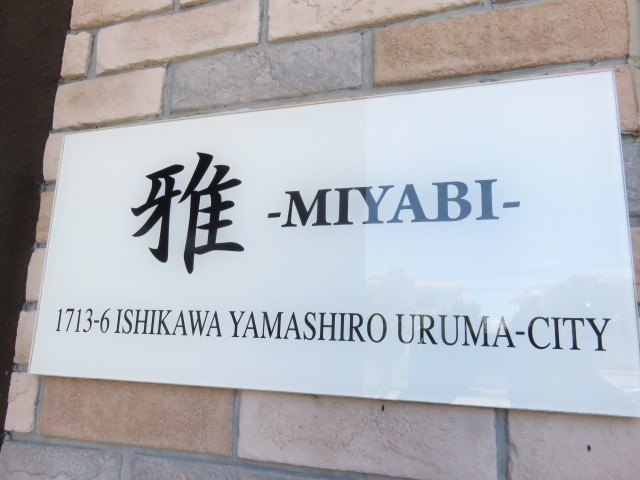 雅 -MIYABI-
1713-6 ISHIKAWA YAMASHIRO URUMA-CITY